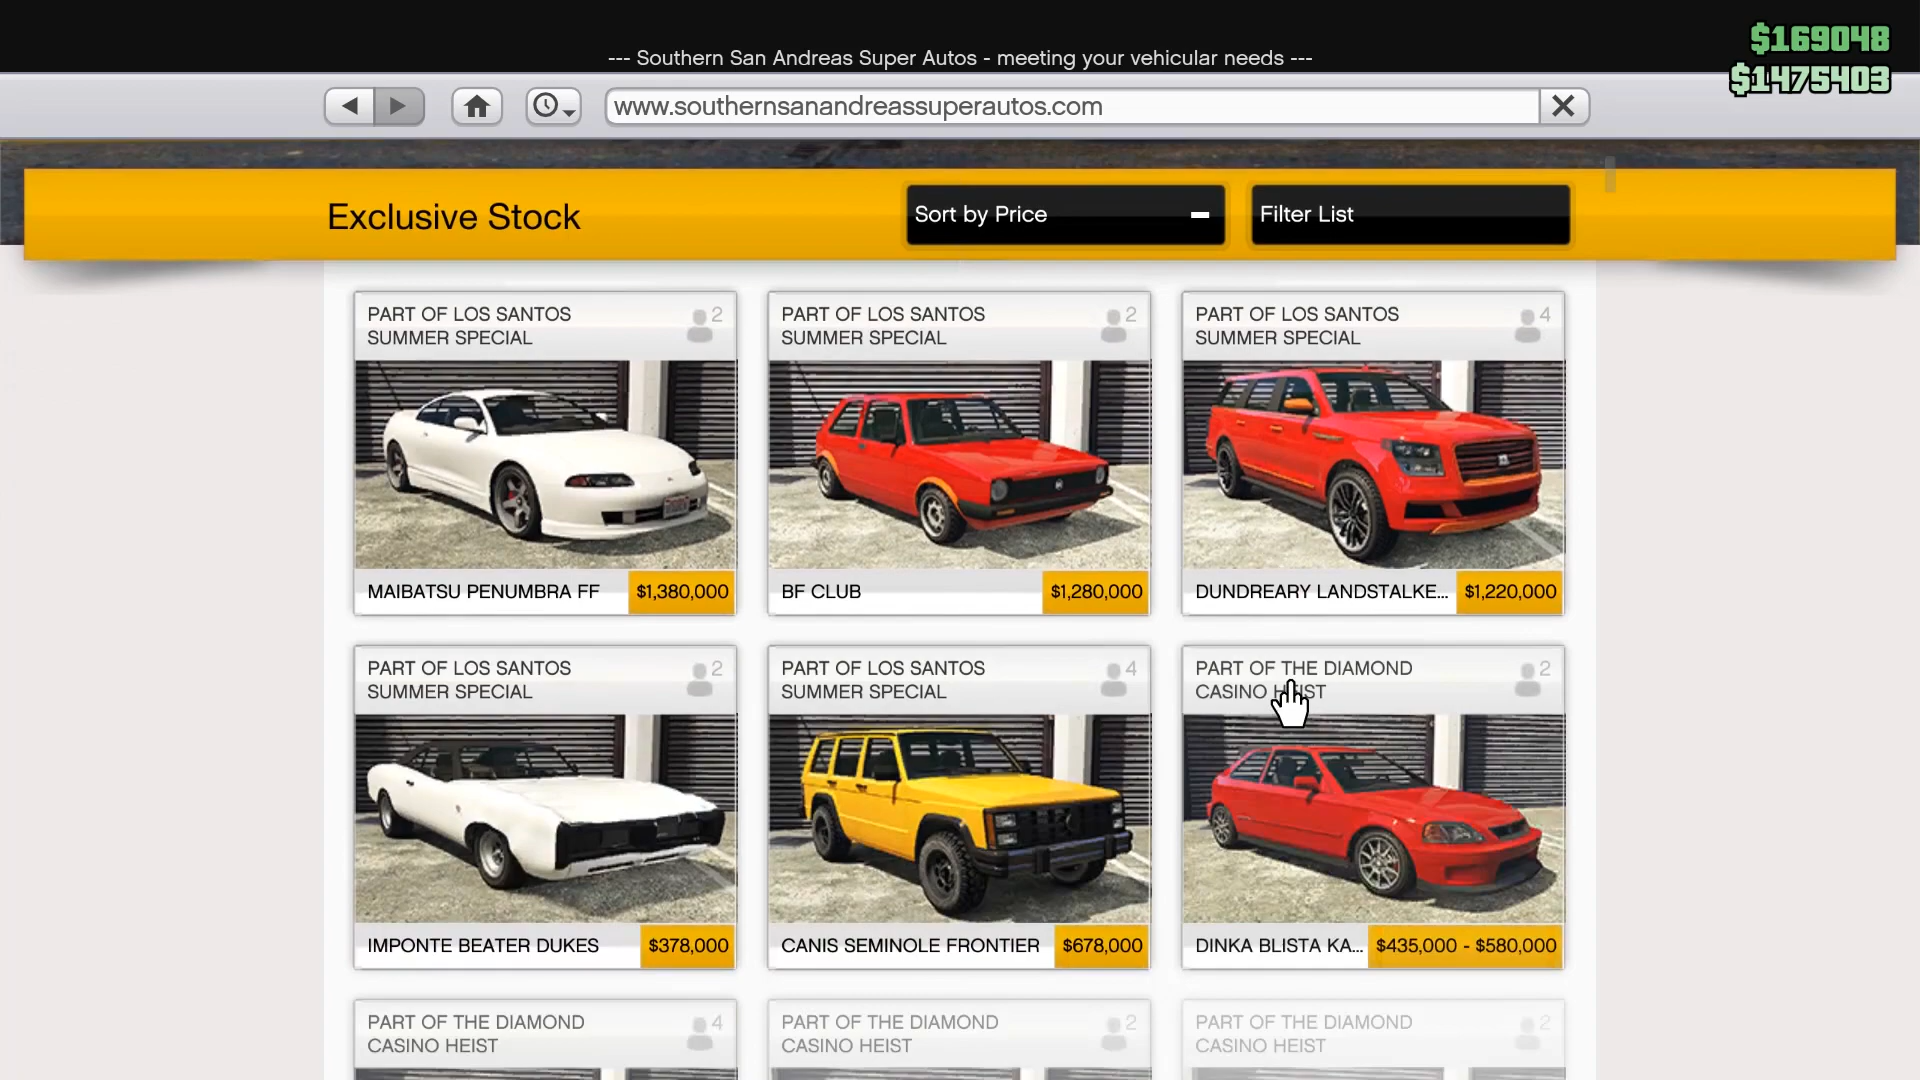 --- Southern San Andreas Super Autos - meeting your vehicular needs ---
$169048
$1475403
www.southernsanandreassuperautos.com
Exclusive Stock
Sort by Price
Filter List
PART OF LOS SANTOS
SUMMER SPECIAL
2
MAIBATSU PENUMBRA FF
$1,380,000
PART OF LOS SANTOS
SUMMER SPECIAL
2
BF CLUB
$1,280,000
PART OF LOS SANTOS
SUMMER SPECIAL
4
DUNDREARY LANDSTALKE...
$1,220,000
PART OF LOS SANTOS
SUMMER SPECIAL
2
IMPONTE BEATER DUKES
$378,000
PART OF LOS SANTOS
SUMMER SPECIAL
4
CANIS SEMINOLE FRONTIER
$678,000
PART OF THE DIAMOND
CASINO HEIST
2
DINKA BLISTA KA...
$435,000 - $580,000
PART OF THE DIAMOND
CASINO HEIST
4
PART OF THE DIAMOND
CASINO HEIST
2
PART OF THE DIAMOND
CASINO HEIST
2